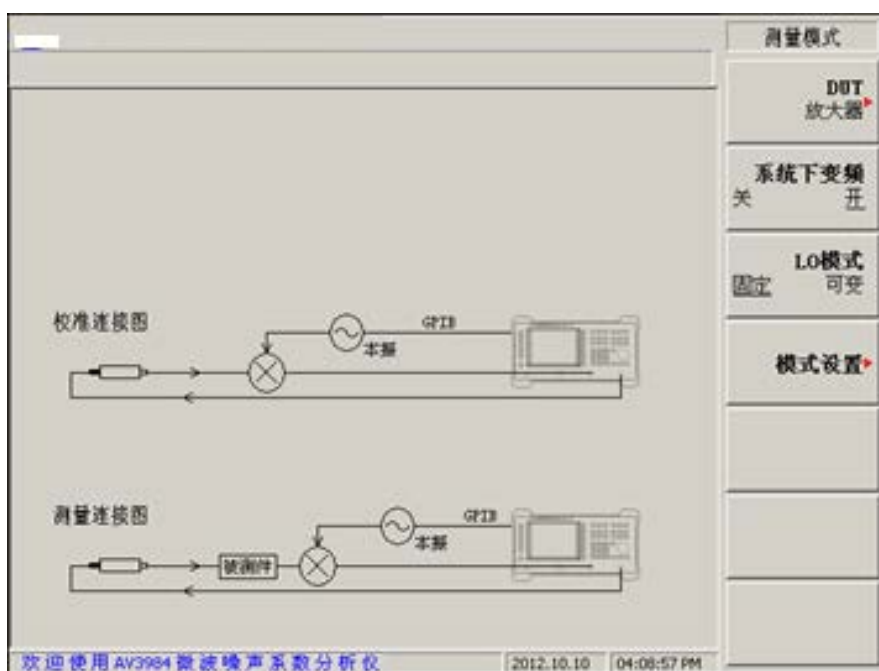 测量模式
DUT
放大器
系统下变频
关 开
LO模式
固定 可变
模式设置
校准连接图
GPIB
本振
测量连接图
GPIB
本振
被测件
欢迎使用AV3984微波噪声系数分析仪
2012.10.10
04:08:57 PM